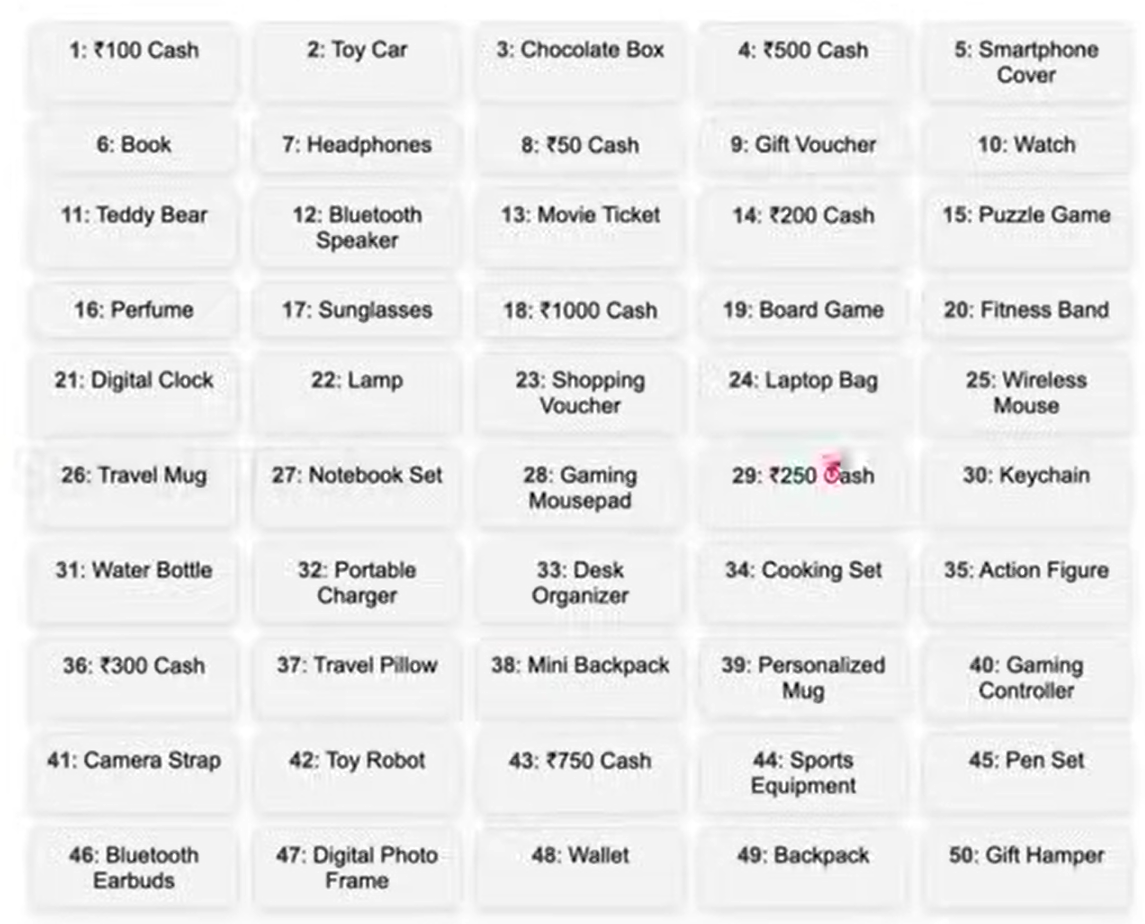 1: ₹100 Cash
2: Toy Car
3: Chocolate Box
4: ₹500 Cash
5: Smartphone
Cover
6: Book
7: Headphones
8: ₹50 Cash
9: Gift Voucher
10: Watch
11: Teddy Bear
12: Bluetooth
Speaker
13: Movie Ticket
14: ₹200 Cash
15: Puzzle Game
16: Perfume
17: Sunglasses
18: ₹1000 Cash
19: Board Game
20: Fitness Band
21: Digital Clock
22: Lamp
23: Shopping
Voucher
24: Laptop Bag
25: Wireless
Mouse
26: Travel Mug
27: Notebook Set
28: Gaming
Mousepad
29: ₹250 Cash
30: Keychain
31: Water Bottle
32: Portable
Charger
33: Desk
Organizer
34: Cooking Set
35: Action Figure
36: ₹300 Cash
37: Travel Pillow
38: Mini Backpack
39: Personalized
Mug
40: Gaming
Controller
41: Camera Strap
42: Toy Robot
43: ₹750 Cash
44: Sports
Equipment
45: Pen Set
46: Bluetooth
Earbuds
47: Digital Photo
Frame
48: Wallet
49: Backpack
50: Gift Hamper